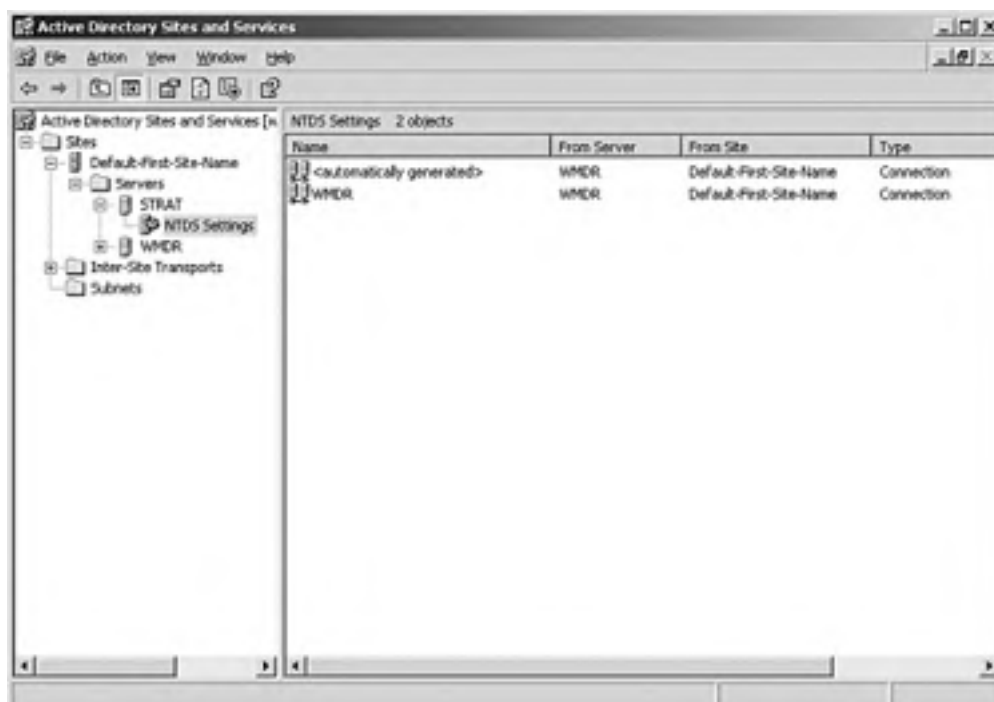 Active Directory Sites and Services
File Action View Window Help
Active Directory Sites and Services [
Sites
Default-First-Site-Name
Servers
STRAT
NTDS Settings
WMDR
Inter-Site Transports
Subnets
NTDS Settings 2 objects
Name From Server From Site Type
<automatically generated> WMDR Default-First-Site-Name Connection
WMDR WMDR Default-First-Site-Name Connection